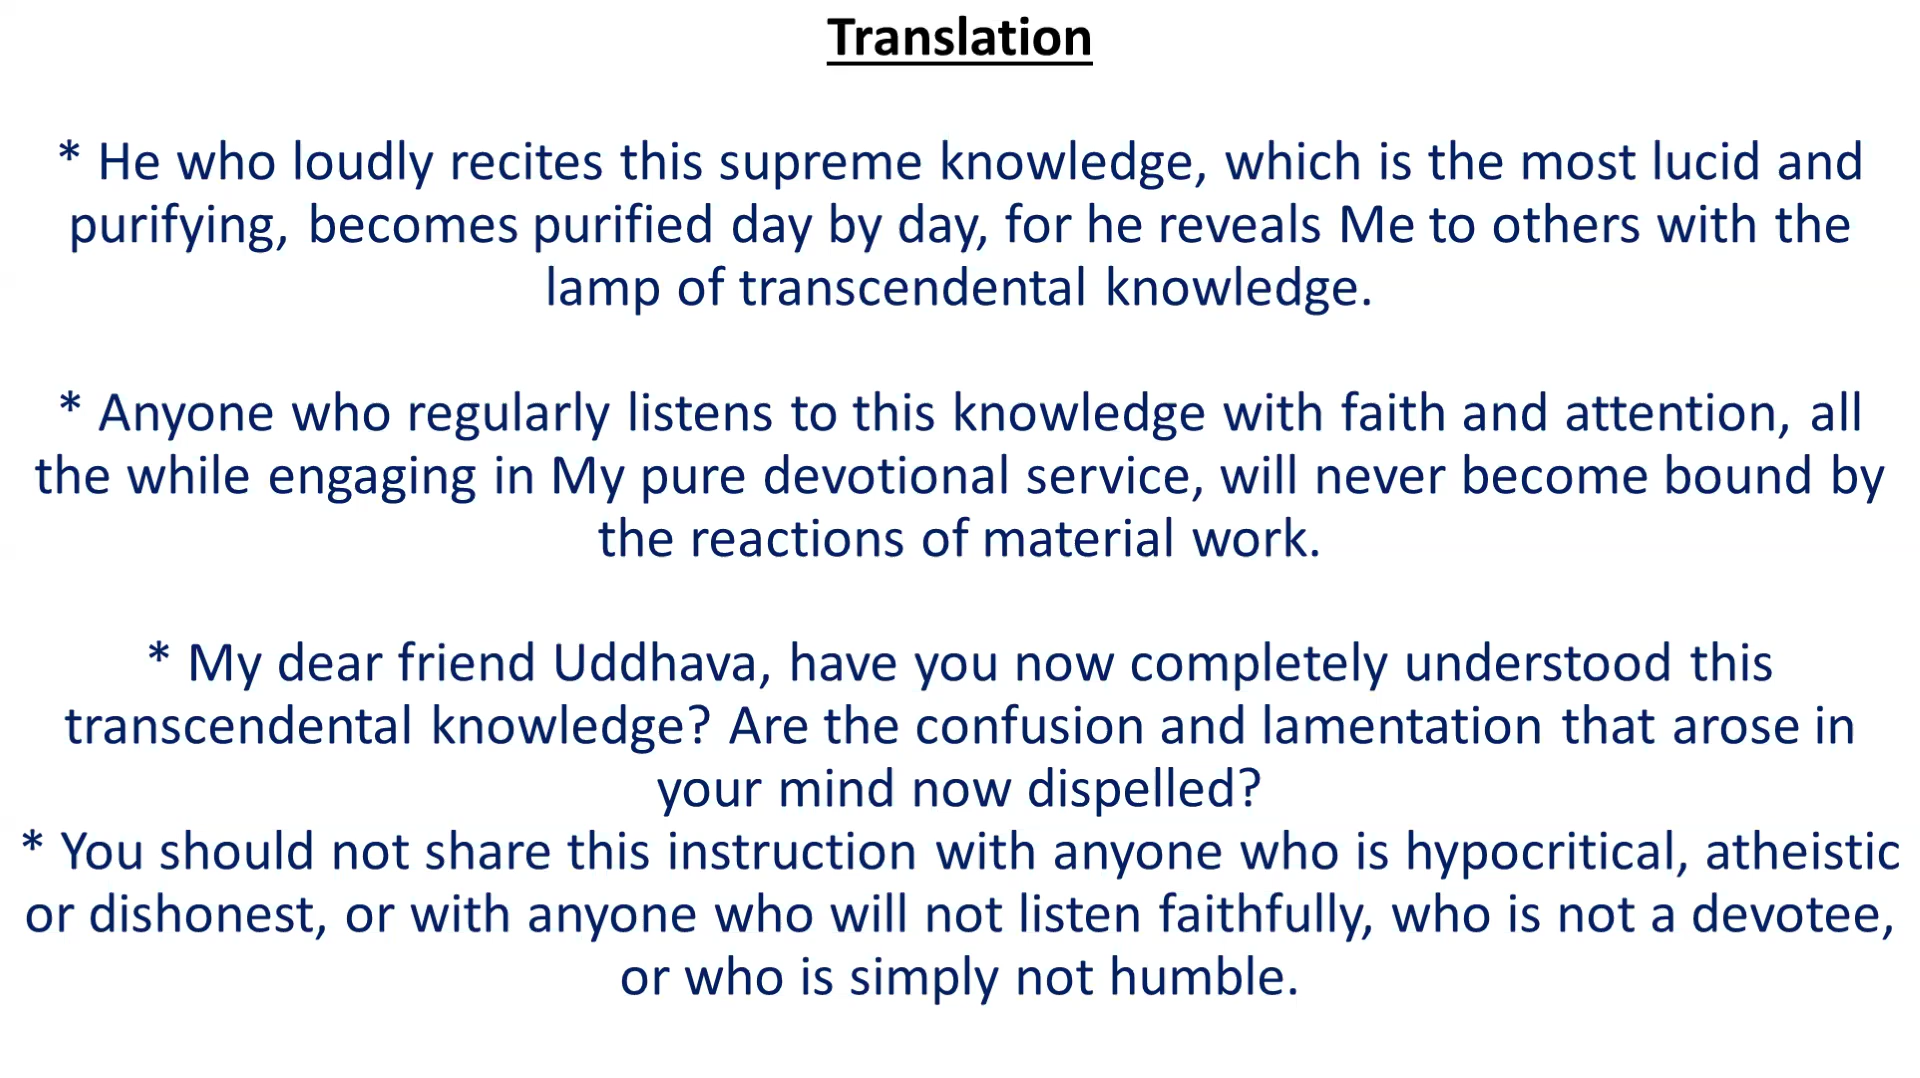 Translation
* He who loudly recites this supreme knowledge, which is the most lucid and
purifying, becomes purified day by day, for he reveals Me to others with the
lamp of transcendental knowledge.
* Anyone who regularly listens to this knowledge with faith and attention, all
the while engaging in My pure devotional service, will never become bound by
the reactions of material work.
* My dear friend Uddhava, have you now completely understood this
transcendental knowledge? Are the confusion and lamentation that arose in
your mind now dispelled?
* You should not share this instruction with anyone who is hypocritical, atheistic
or dishonest, or with anyone who will not listen faithfully, who is not a devotee,
or who is simply not humble.